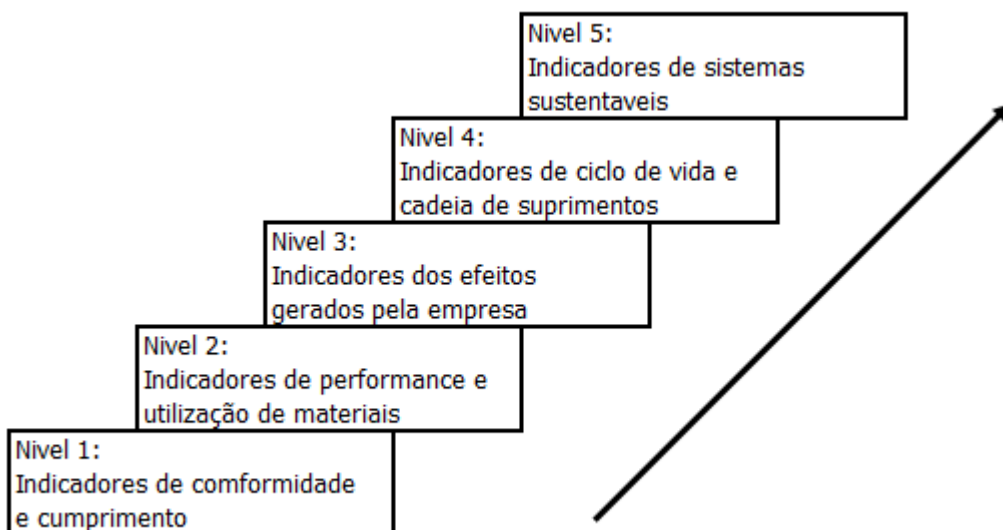 Nivel 5:
Indicadores de sistemas
sustentaveis
Nivel 4:
Indicadores de ciclo de vida e
cadeia de suprimentos
Nivel 3:
Indicadores dos efeitos
gerados pela empresa
Nivel 2:
Indicadores de performance e
utilização de materiais
Nivel 1:
Indicadores de comformidade
e cumprimento